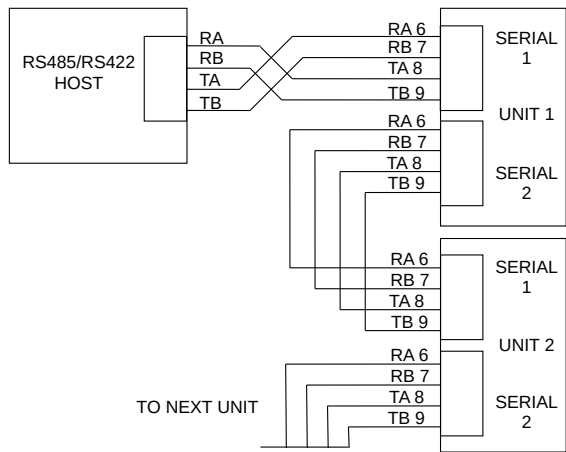 RS485/RS422
HOST
RA
RB
TA
TB
RA 6
RB 7
TA 8
TB 9
SERIAL
1
UNIT 1
RA 6
RB 7
TA 8
TB 9
SERIAL
2
RA 6
RB 7
TA 8
TB 9
SERIAL
1
UNIT 2
RA 6
RB 7
TA 8
TB 9
SERIAL
2
TO NEXT UNIT